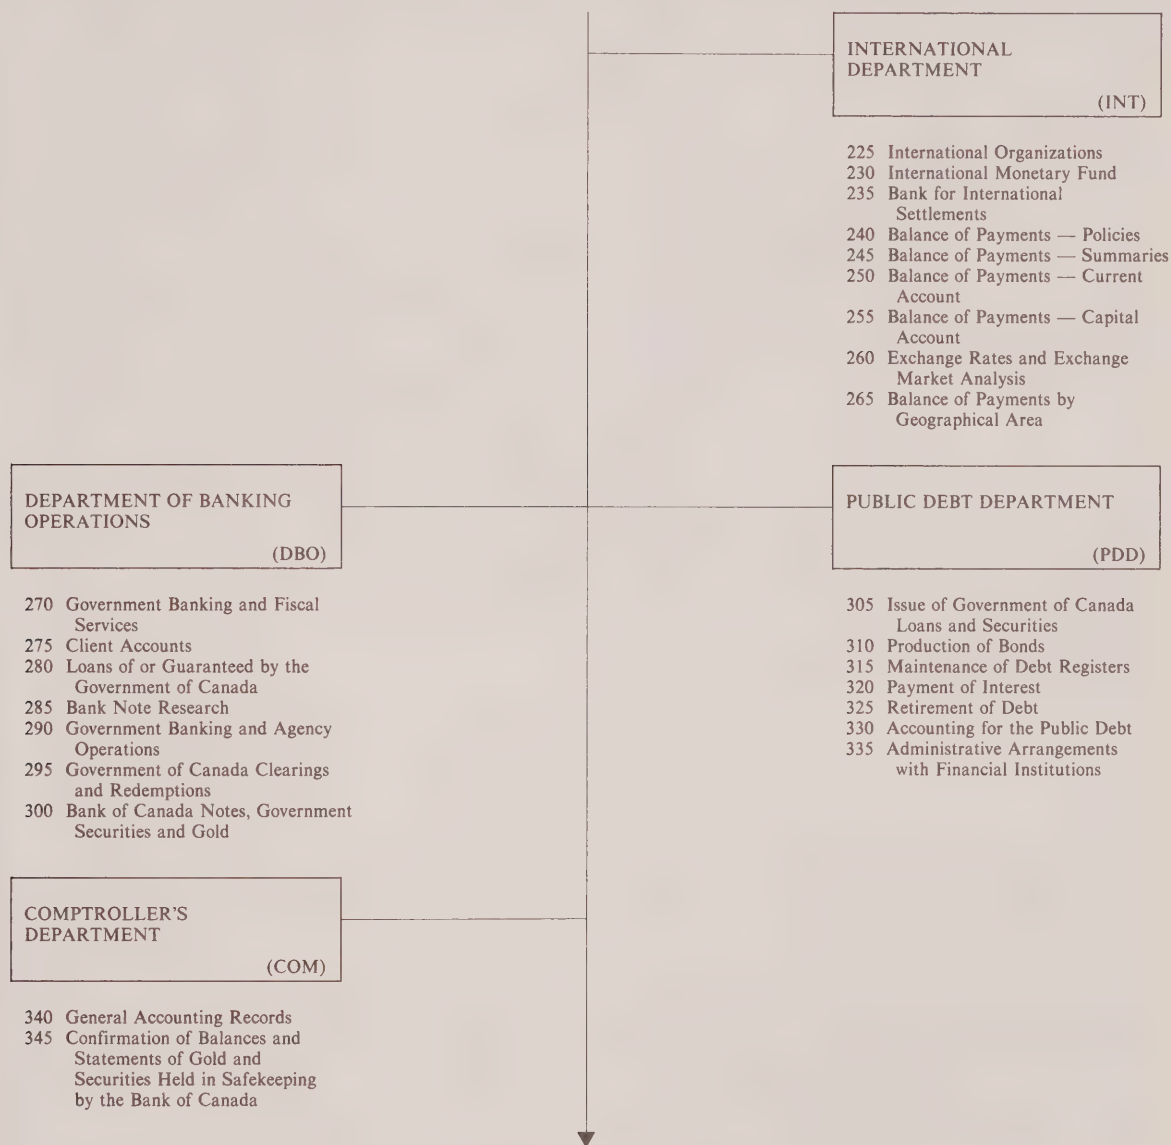 INTERNATIONAL
DEPARTMENT
(INT)
225 International Organizations
230 International Monetary Fund
235 Bank for International
Settlements
240 Balance of Payments — Policies
245 Balance of Payments — Summaries
250 Balance of Payments — Current
Account
255 Balance of Payments — Capital
Account
260 Exchange Rates and Exchange
Market Analysis
265 Balance of Payments by
Geographical Area
DEPARTMENT OF BANKING
OPERATIONS
(DBO)
270 Government Banking and Fiscal
Services
275 Client Accounts
280 Loans of or Guaranteed by the
Government of Canada
285 Bank Note Research
290 Government Banking and Agency
Operations
295 Government of Canada Clearings
and Redemptions
300 Bank of Canada Notes, Government
Securities and Gold
PUBLIC DEBT DEPARTMENT
(PDD)
305 Issue of Government of Canada
Loans and Securities
310 Production of Bonds
315 Maintenance of Debt Registers
320 Payment of Interest
325 Retirement of Debt
330 Accounting for the Public Debt
335 Administrative Arrangements
with Financial Institutions
COMPTROLLER'S
DEPARTMENT
(COM)
340 General Accounting Records
345 Confirmation of Balances and
Statements of Gold and
Securities Held in Safekeeping
by the Bank of Canada